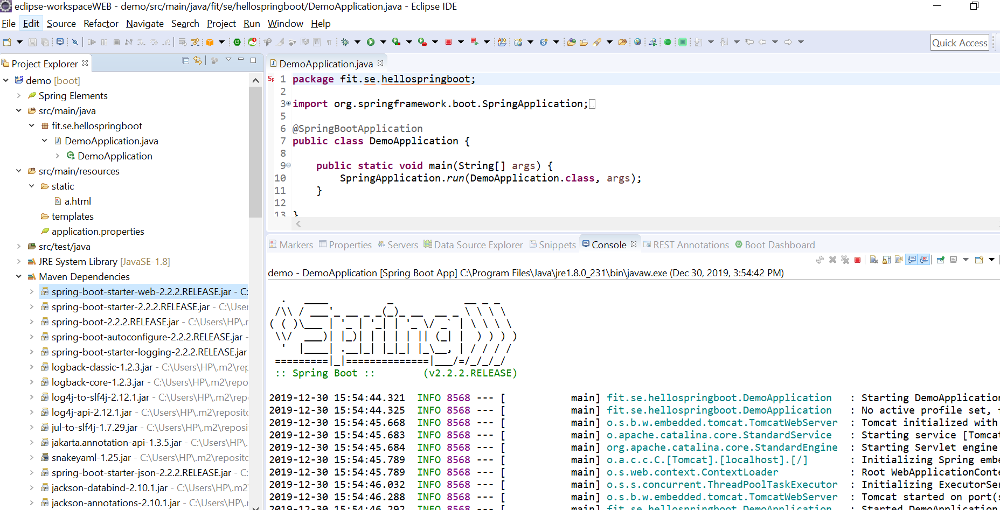 eclipse-workspaceWEB - demo/src/main/java/fit/se/hellospringboot/DemoApplication.java - Eclipse IDE
File Edit Source Refactor Navigate Search Project Run Window Help
Quick Access
Project Explorer
demo [boot]
Spring Elements
src/main/java
fit.se.hellospringboot
DemoApplication.java
DemoApplication
src/main/resources
static
a.html
templates
application.properties
src/test/java
JRE System Library [JavaSE-1.8]
Maven Dependencies
spring-boot-starter-web-2.2.2.RELEASE.jar - C:
spring-boot-starter-2.2.2.RELEASE.jar - C:\User
spring-boot-2.2.2.RELEASE.jar - C:\Users\HP\.r
spring-boot-autoconfigure-2.2.2.RELEASE.jar -
spring-boot-starter-logging-2.2.2.RELEASE.jar
logback-classic-1.2.3.jar - C:\Users\HP\.m2\rep
logback-core-1.2.3.jar - C:\Users\HP\.m2\repo
log4j-to-slf4j-2.12.1.jar - C:\Users\HP\.m2\rep
log4j-api-2.12.1.jar - C:\Users\HP\.m2\reposito
jul-to-slf4j-1.7.29.jar - C:\Users\HP\.m2\reposi
jakarta.annotation-api-1.3.5.jar - C:\Users\HP\.
snakeyaml-1.25.jar - C:\Users\HP\.m2\reposito
spring-boot-starter-json-2.2.2.RELEASE.jar - C:
jackson-databind-2.10.1.jar - C:\Users\HP\.m2\
jackson-annotations-2.10.1.jar - C:\Users\HP\.r
DemoApplication.java
1 package fit.se.hellospringboot;
2
3 import org.springframework.boot.SpringApplication;
5
6 @SpringBootApplication
7 public class DemoApplication {
8
9 public static void main(String[] args) {
10 SpringApplication.run(DemoApplication.class, args);
11 }
12
13 }
Markers Properties Servers Data Source Explorer Snippets Console REST Annotations Boot Dashboard
demo - DemoApplication [Spring Boot App] C:\Program Files\Java\jre1.8.0_231\bin\javaw.exe (Dec 30, 2019, 3:54:42 PM)
Spring
:: Spring Boot :: (v2.2.2.RELEASE)
2019-12-30 15:54:44.321 INFO 8568 --- [ main] fit.se.hellospringboot.DemoApplication : Starting DemoApplication
2019-12-30 15:54:44.325 INFO 8568 --- [ main] fit.se.hellospringboot.DemoApplication : No active profile set,
2019-12-30 15:54:45.668 INFO 8568 --- [ main] o.s.b.w.embedded.tomcat.TomcatWebServer : Tomcat initialized with
2019-12-30 15:54:45.683 INFO 8568 --- [ main] o.apache.catalina.core.StandardService : Starting service [Tomcat
2019-12-30 15:54:45.684 INFO 8568 --- [ main] org.apache.catalina.core.StandardEngine : Starting Servlet engine
2019-12-30 15:54:45.789 INFO 8568 --- [ main] o.a.c.c.C.[Tomcat].[localhost].[/] : Initializing Spring embe
2019-12-30 15:54:45.789 INFO 8568 --- [ main] o.s.web.context.ContextLoader : Root WebApplicationConte
2019-12-30 15:54:46.032 INFO 8568 --- [ main] o.s.s.concurrent.ThreadPoolTaskExecutor : Initializing ExecutorSer
2019-12-30 15:54:46.288 INFO 8568 --- [ main] o.s.b.w.embedded.tomcat.TomcatWebServer : Tomcat started on port(s
2019-12-30 15:54:46.292 INFO 8568 --- [ main] fit.se.hellospringboot.DemoApplication : Started DemoApplication